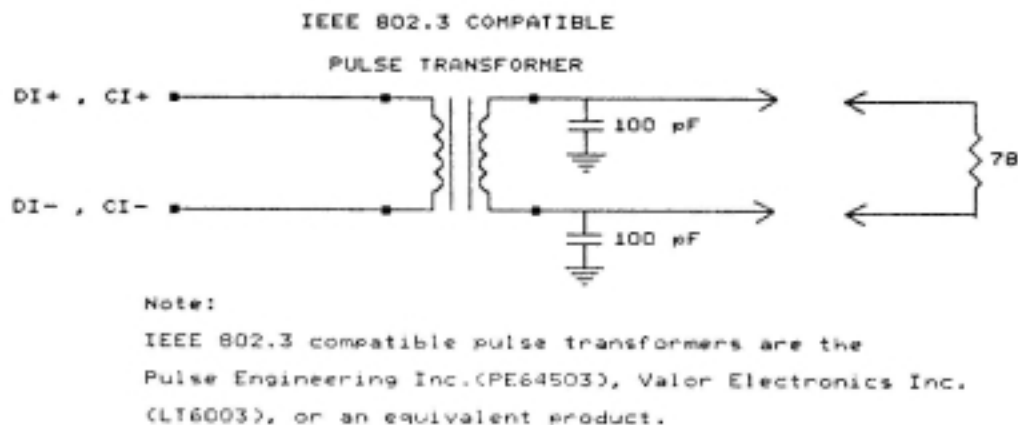 IEEE 802.3 COMPATIBLE
PULSE TRANSFORMER
DI+ , CI+
100 pF
78
DI- , CI-
100 pF
Note:
IEEE 802.3 compatible pulse transformers are the
Pulse Engineering Inc.(PE64503), Valor Electronics Inc.
(LT6003), or an equivalent product.